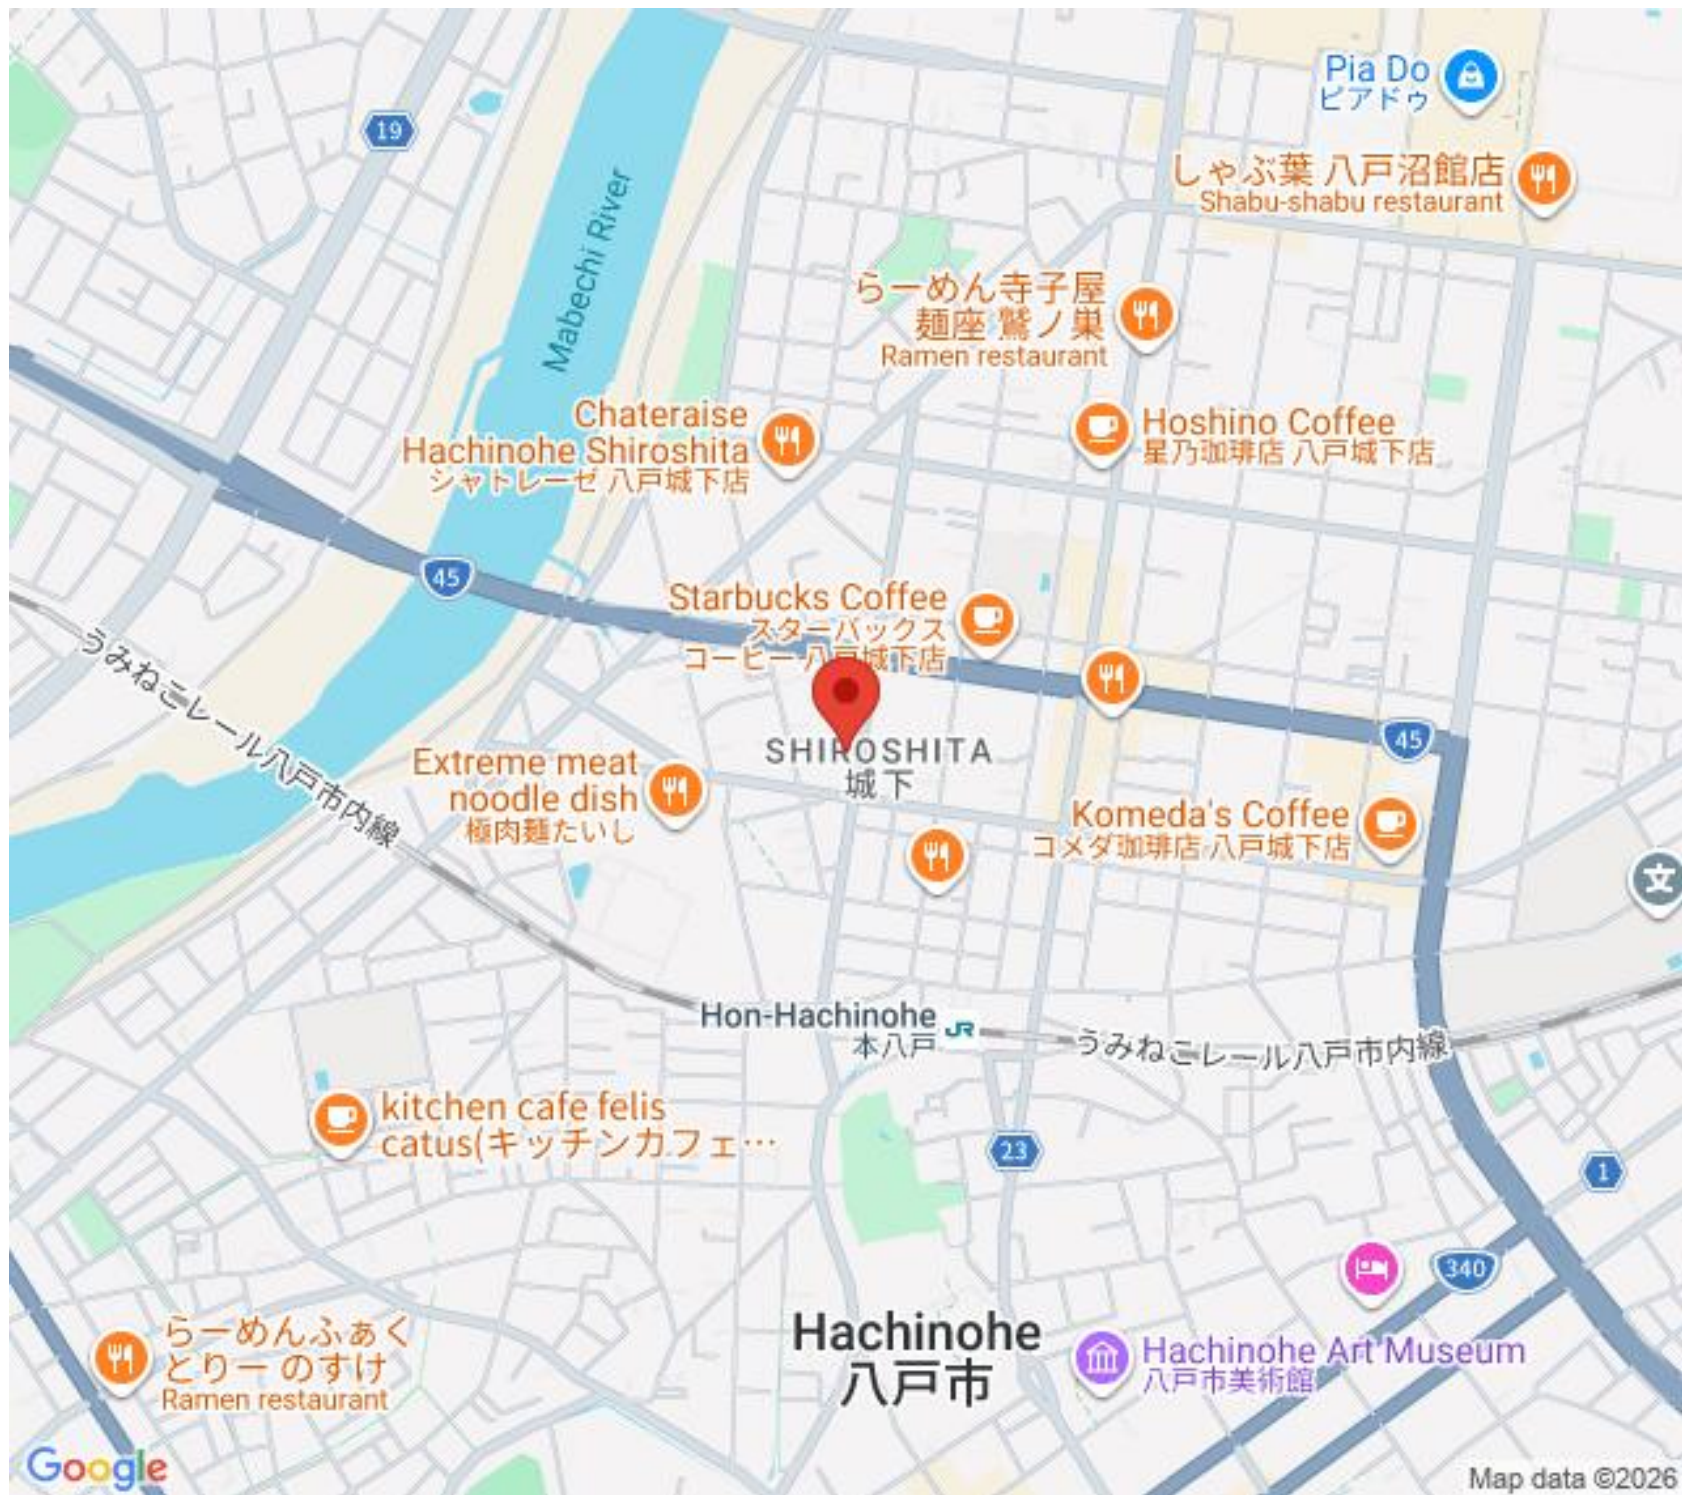 19
Pia Do
ピアドゥ
しゃぶ葉 八戸沼館店
Shabu-shabu restaurant
Mabechi River
らーめん寺子屋
麺座 鷲ノ巣
Ramen restaurant
Chateraise
Hachinohe Shiroshita
シャトレーゼ 八戸城下店
Hoshino Coffee
星乃珈琲店 八戸城下店
45
Starbucks Coffee
スターバックス
コーヒー 八戸城下店
うみねこレール八戸市内線
SHIROSHITA
城下
45
Extreme meat
noodle dish
極肉麺たいし
Komeda's Coffee
コメダ珈琲店 八戸城下店
文
Hon-Hachinohe
本八戸
JR
うみねこレール八戸市内線
kitchen cafe felis
catus(キッチンカフェ…
23
1
340
らーめんふぁく
とりー のすけ
Ramen restaurant
Hachinohe
八戸市
Hachinohe Art Museum
八戸市美術館
Google
Map data ©2026